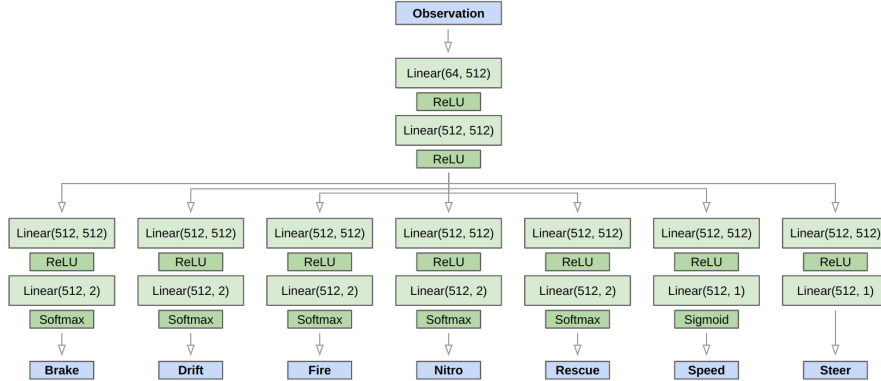 Observation
Linear(64, 512)
ReLU
Linear(512, 512)
ReLU
Linear(512, 512) Linear(512, 512) Linear(512, 512) Linear(512, 512) Linear(512, 512) Linear(512, 512) Linear(512, 512)
ReLU ReLU ReLU ReLU ReLU ReLU ReLU
Linear(512, 2) Linear(512, 2) Linear(512, 2) Linear(512, 2) Linear(512, 2) Linear(512, 1) Linear(512, 1)
Softmax Softmax Softmax Softmax Softmax Sigmoid
Brake Drift Fire Nitro Rescue Speed Steer